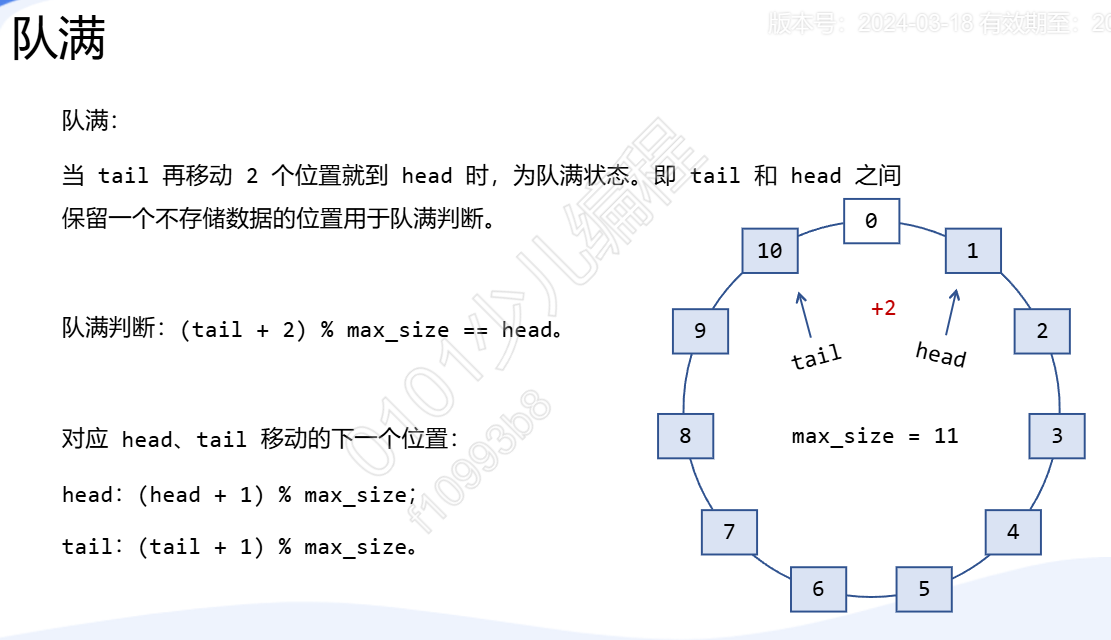 版本号：2024-03-18 有效期至：20
队满
队满：
当 tail 再移动 2 个位置就到 head 时，为队满状态。即 tail 和 head 之间
保留一个不存储数据的位置用于队满判断。
队满判断：(tail + 2) % max_size == head。
对应 head、tail 移动的下一个位置：
head：(head + 1) % max_size；
tail：(tail + 1) % max_size。
0
10
1
+2
9
2
tail
head
8
max_size = 11
3
7
4
6
5
0101少儿编程
f10993b8